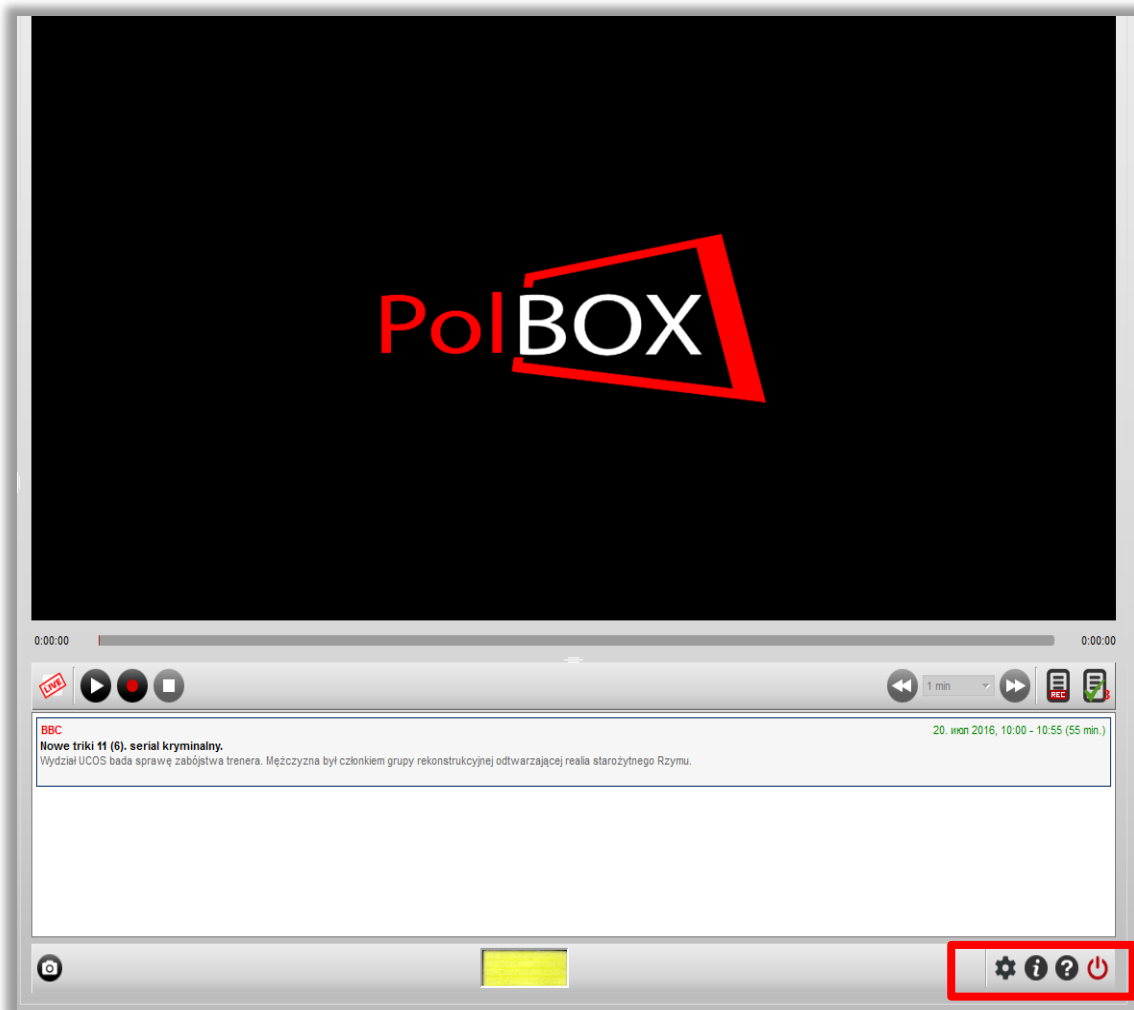 PolBOX
0:00:00 0:00:00
LIVE
1 min
REC
3
BBC 20. июл 2016, 10:00 - 10:55 (55 min.)
Nowe triki 11 (6). serial kryminalny.
Wydział UCOS bada sprawę zabójstwa trenera. Mężczyzna był członkiem grupy rekonstrukcyjnej odtwarzającej realia starożytnego Rzymu.
i ?